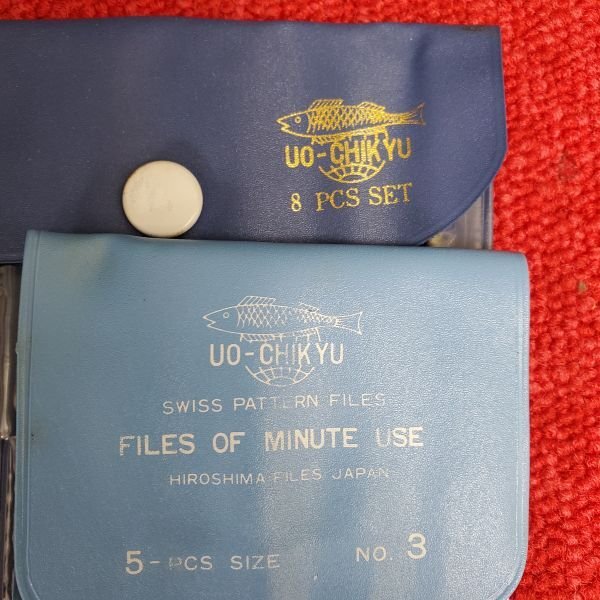 UO-CHIKYU
8 PCS SET
UO-CHIKYU
SWISS PATTERN FILES
FILES OF MINUTE USE
HIROSHIMA FILES JAPAN
5-PCS SIZE NO. 3